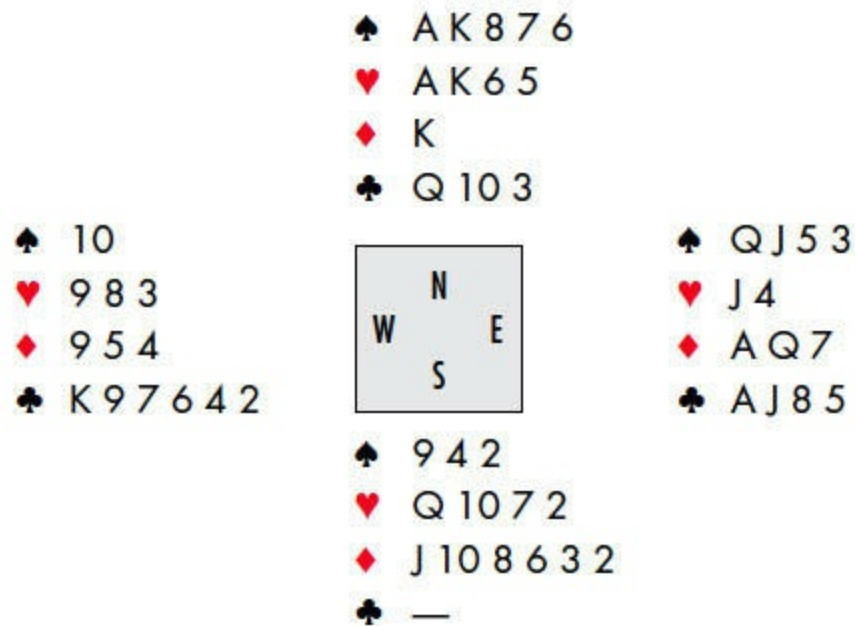 ♠ A K 8 7 6
♥ A K 6 5
♦ K
♣ Q 10 3
♠ 10
♥ 9 8 3
♦ 9 5 4
♣ K 9 7 6 4 2
N
W E
S
♠ Q J 5 3
♥ J 4
♦ A Q 7
♣ A J 8 5
♠ 9 4 2
♥ Q 10 7 2
♦ J 10 8 6 3 2
♣ —